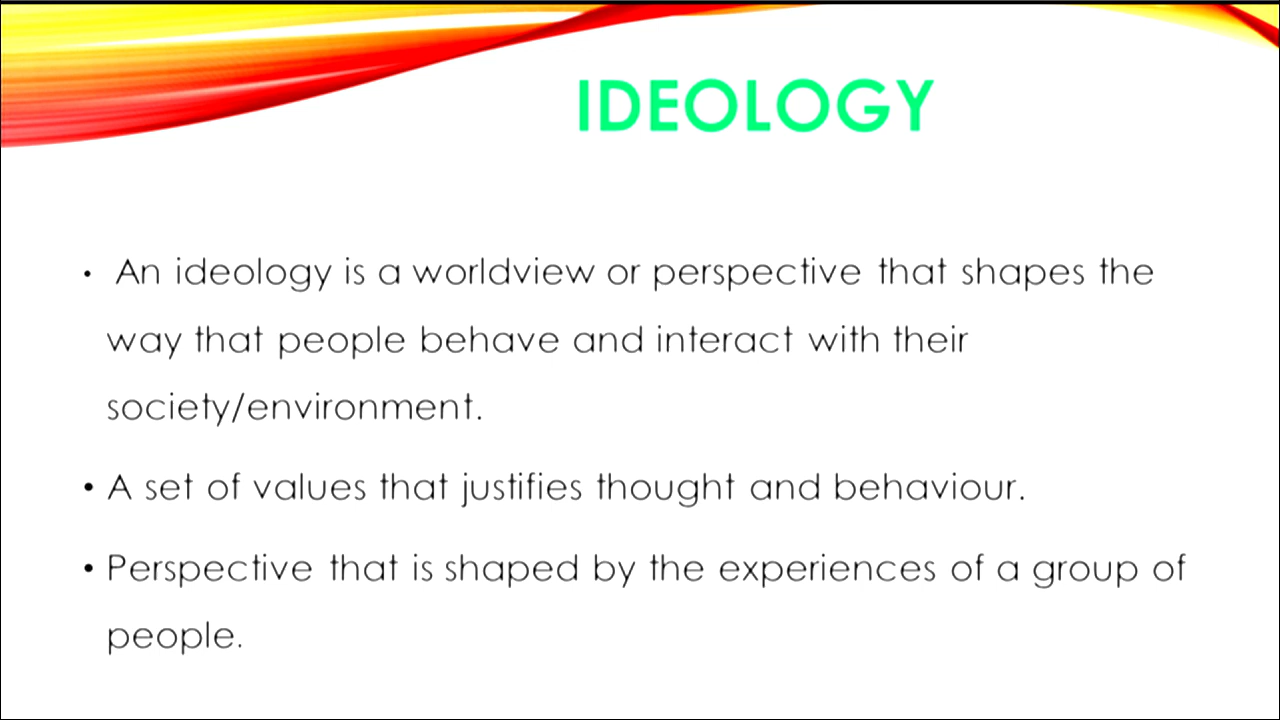 IDEOLOGY
• An ideology is a worldview or perspective that shapes the
way that people behave and interact with their
society/environment.
• A set of values that justifies thought and behaviour.
• Perspective that is shaped by the experiences of a group of
people.